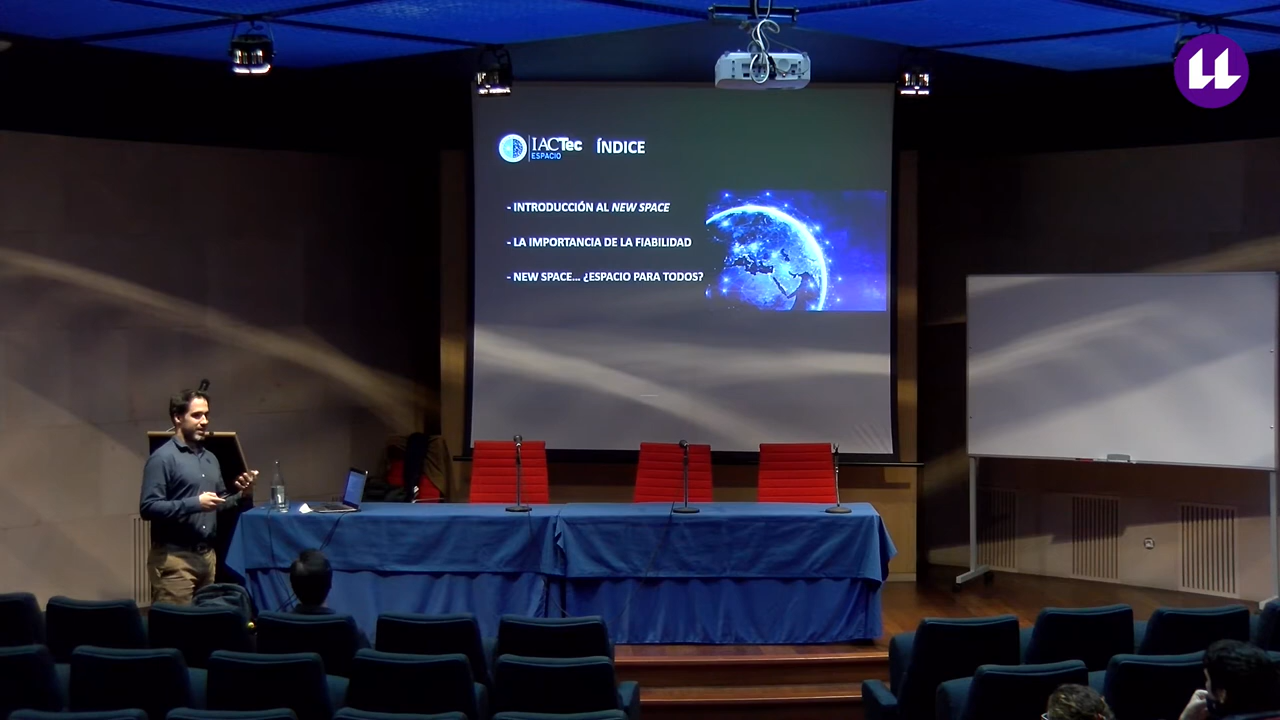 IACTec
ESPACIO
ÍNDICE
- INTRODUCCIÓN AL NEW SPACE
- LA IMPORTANCIA DE LA FIABILIDAD
- NEW SPACE... ¿ESPACIO PARA TODOS?